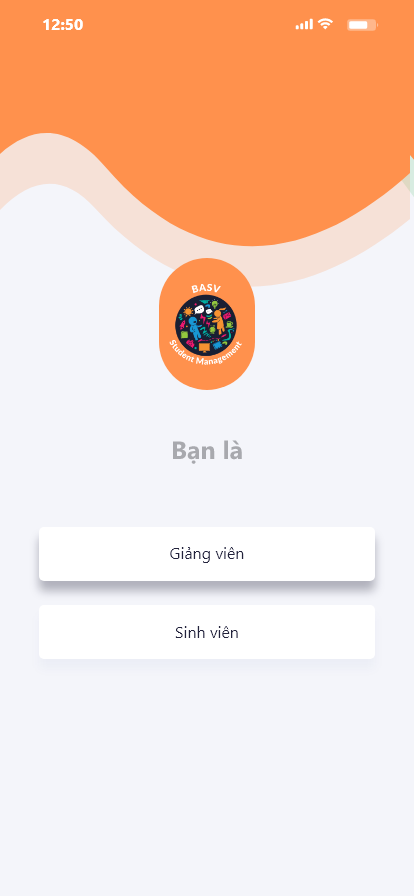 12:50
BASV
Student Management
Bạn là
Giảng viên
Sinh viên